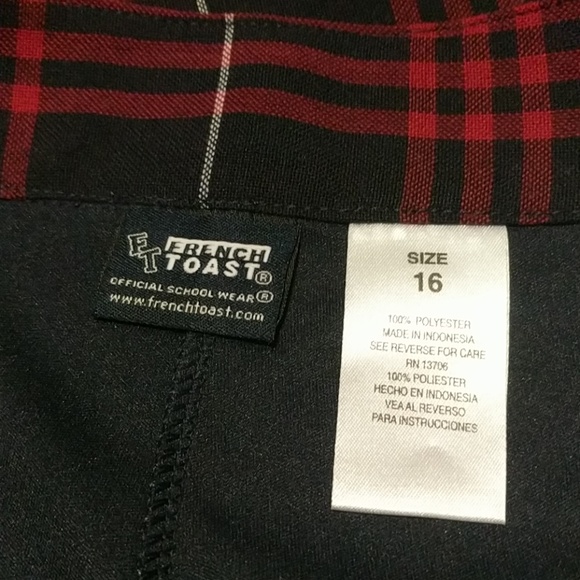 FT FRENCH
TOAST®
OFFICIAL SCHOOL WEAR®
www.frenchtoast.com
SIZE
16
100% POLYESTER
MADE IN INDONESIA
SEE REVERSE FOR CARE
RN 13706
100% POLIESTER
HECHO EN INDONESIA
VEA AL REVERSO
PARA INSTRUCCIONES